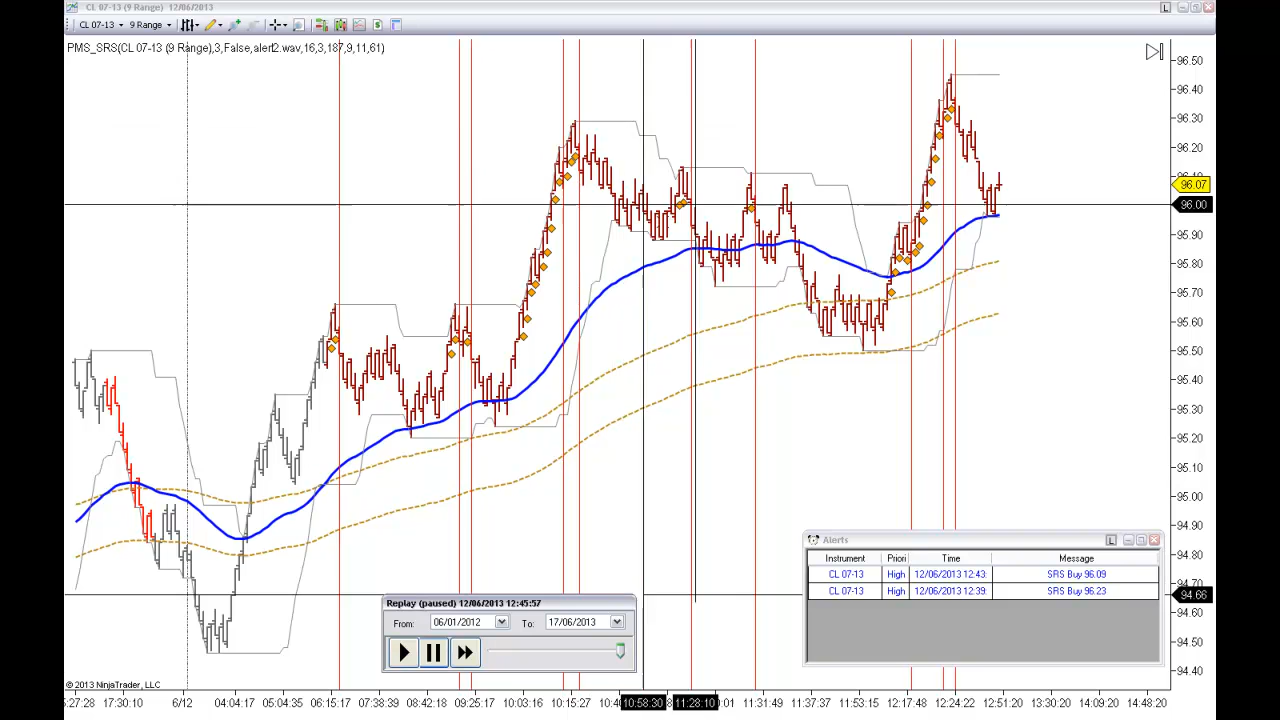 CL 07-13 (9 Range) 12/06/2013
CL 07-13 9 Range
PMS_SRS(CL 07-13 (9 Range),3,False,alert2.wav,16,3,187,9,11,61)
96.50
96.40
96.30
96.20
96.07
96.00
95.90
95.80
95.70
95.60
95.50
95.40
95.30
95.20
95.10
95.00
94.90
94.80
94.70
94.66
94.60
94.50
94.40
Alerts
Instrument Priori Time Message
CL 07-13 High 12/06/2013 12:43: SRS Buy 96.09
CL 07-13 High 12/06/2013 12:39: SRS Buy 96.23
Replay (paused) 12/06/2013 12:45:57
From: 06/01/2012 To: 17/06/2013
© 2013 NinjaTrader, LLC
5:27:28 17:30:10 6/12 04:04:17 05:14:28 06:15:17 07:38:28 08:42:18 09:25:17 10:03:16 10:15:27 10:58:30 11:28:10 11:31:49 11:37:37 11:53:15 12:17:48 12:24:22 12:51:20 13:30:20 14:09:20 14:48:20